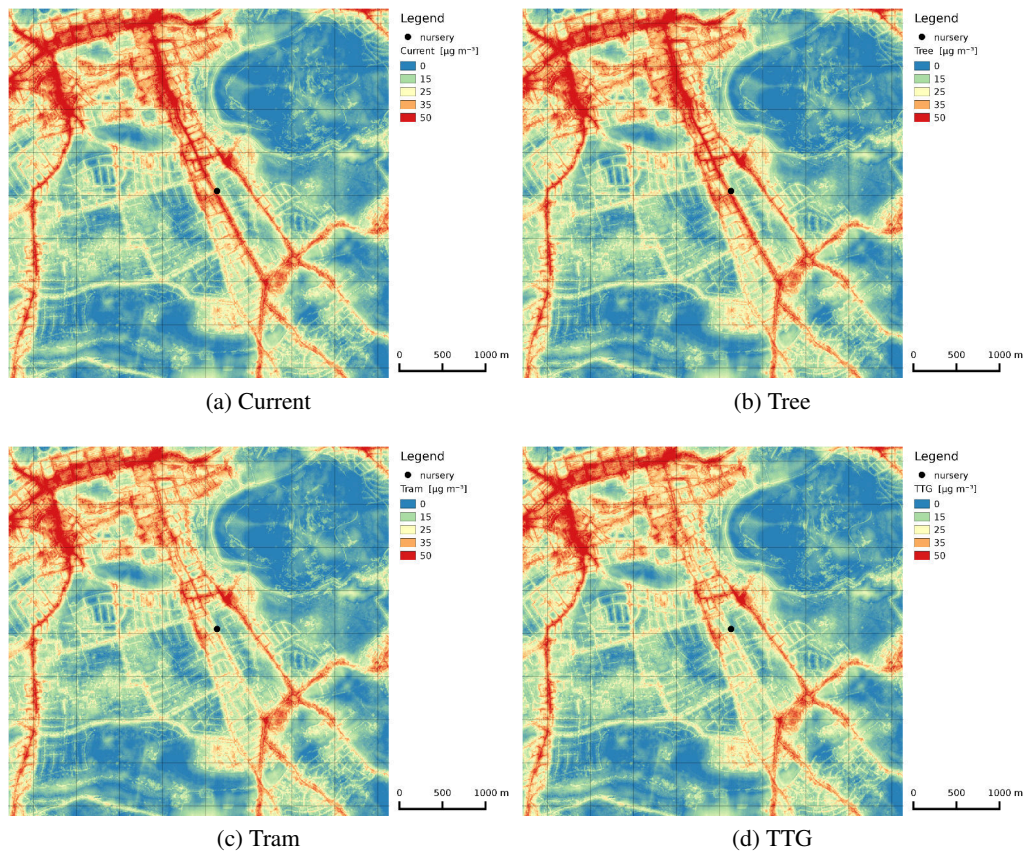 Legend
nursery
Current [µg m⁻³]
0
15
25
35
50
0 500 1000 m
(a) Current
Legend
nursery
Tree [µg m⁻³]
0
15
25
35
50
0 500 1000 m
(b) Tree
Legend
nursery
Tram [µg m⁻³]
0
15
25
35
50
0 500 1000 m
(c) Tram
Legend
nursery
TTG [µg m⁻³]
0
15
25
35
50
0 500 1000 m
(d) TTG